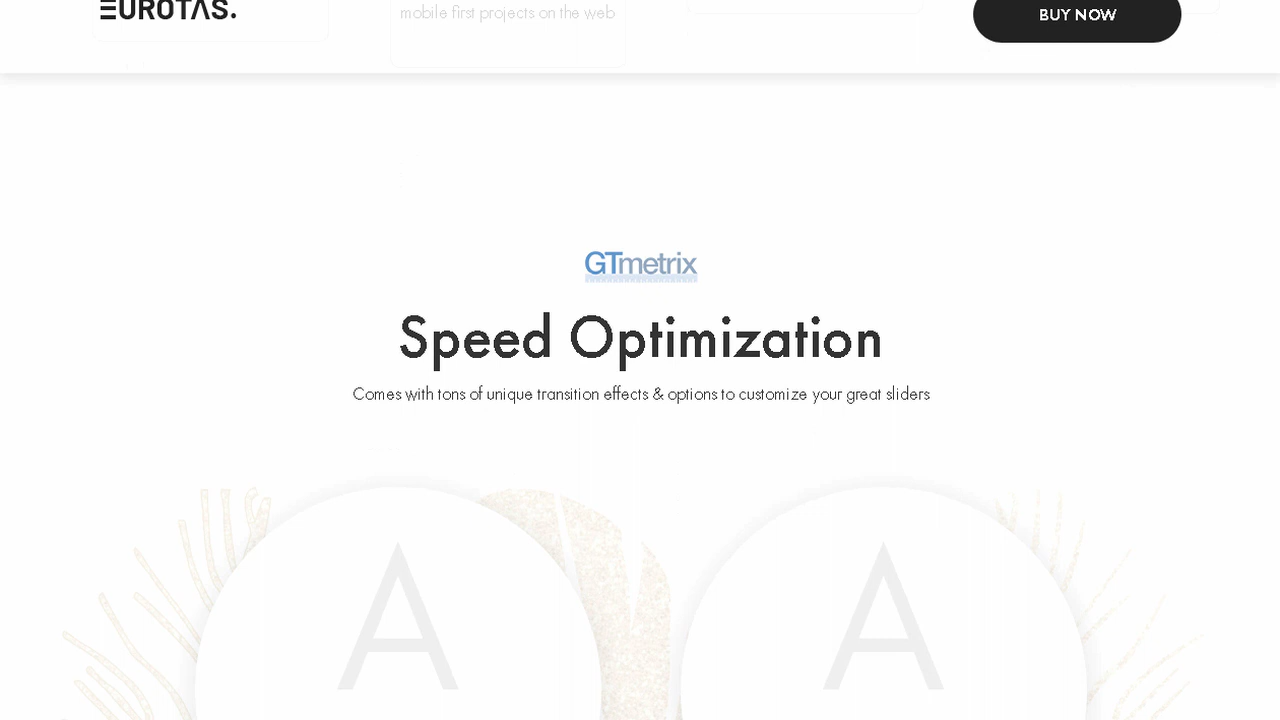 EUROTAS.
mobile first projects on the web
BUY NOW
GTmetrix
Speed Optimization
Comes with tons of unique transition effects & options to customize your great sliders
A
A